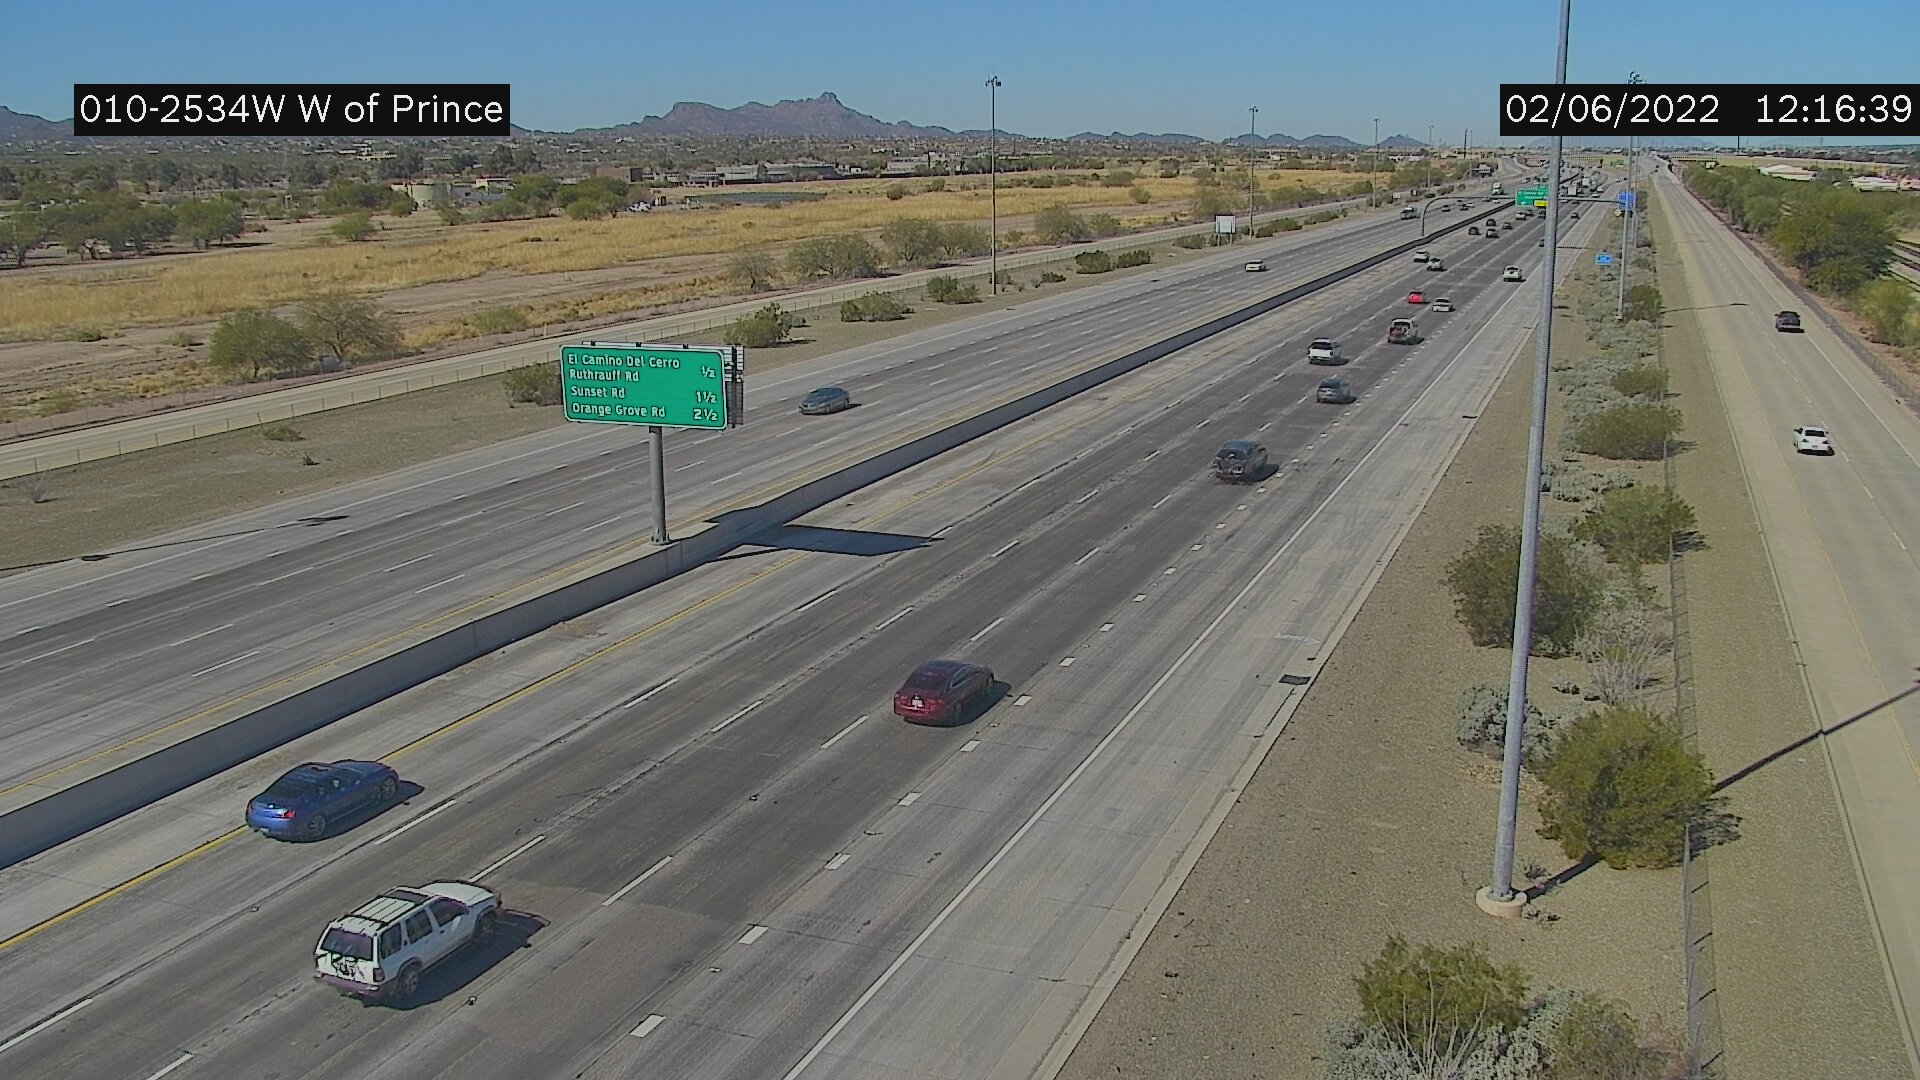 010-2534W W of Prince
02/06/2022 12:16:39
El Camino Del Cerro
Ruthrauff Rd 1/2
Sunset Rd 1 1/2
Orange Grove Rd 2 1/2